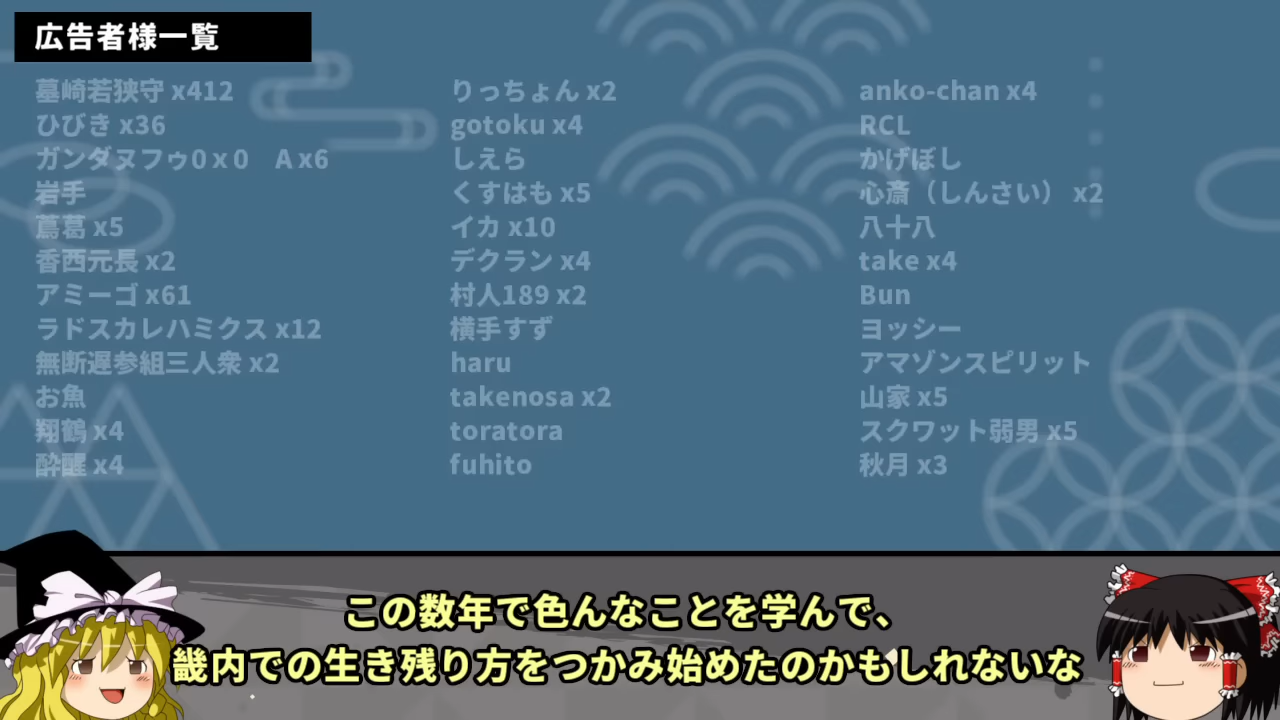 広告者様一覧
墓崎若狭守 x412
ひびき x36
ガンダヌフゥ0 x 0　A x6
岩手
蔦葛 x5
香西元長 x2
アミーゴ x61
ラドスカレハミクス x12
無断遅参組三人衆 x2
お魚
翔鶴 x4
酔醒 x4
りっちょん x2
gotoku x4
しえら
くすはも x5
イカ x10
デクラン x4
村人189 x2
横手すず
haru
takenosa x2
toratora
fuhito
anko-chan x4
RCL
かげぼし
心斎（しんさい） x2
八十八
take x4
Bun
ヨッシー
アマゾンスピリット
山家 x5
スクワット弱男 x5
秋月 x3
この数年で色んなことを学んで、
畿内での生き残り方をつかみ始めたのかもしれないな